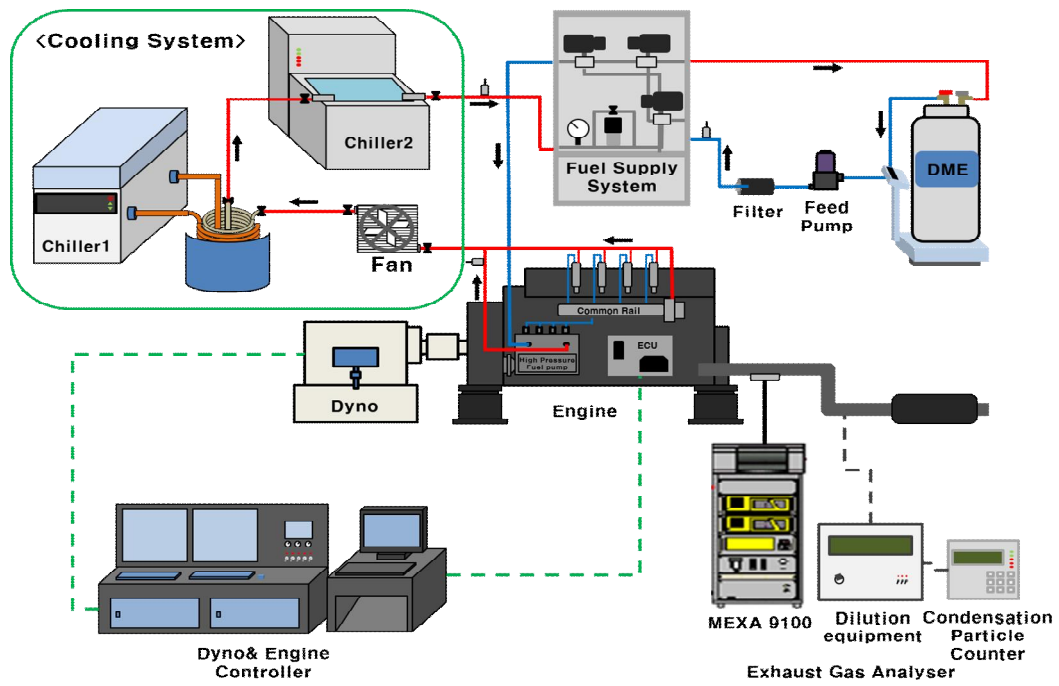 <Cooling System>
Chiller2
Chiller1
Fan
Fuel Supply
System
DME
Filter
Feed
Pump
Common Rail
ECU
High Pressure
Fuel pump
Dyno
Engine
MEXA 9100
Dilution
equipment
Condensation
Particle
Counter
Exhaust Gas Analyser
Dyno& Engine
Controller